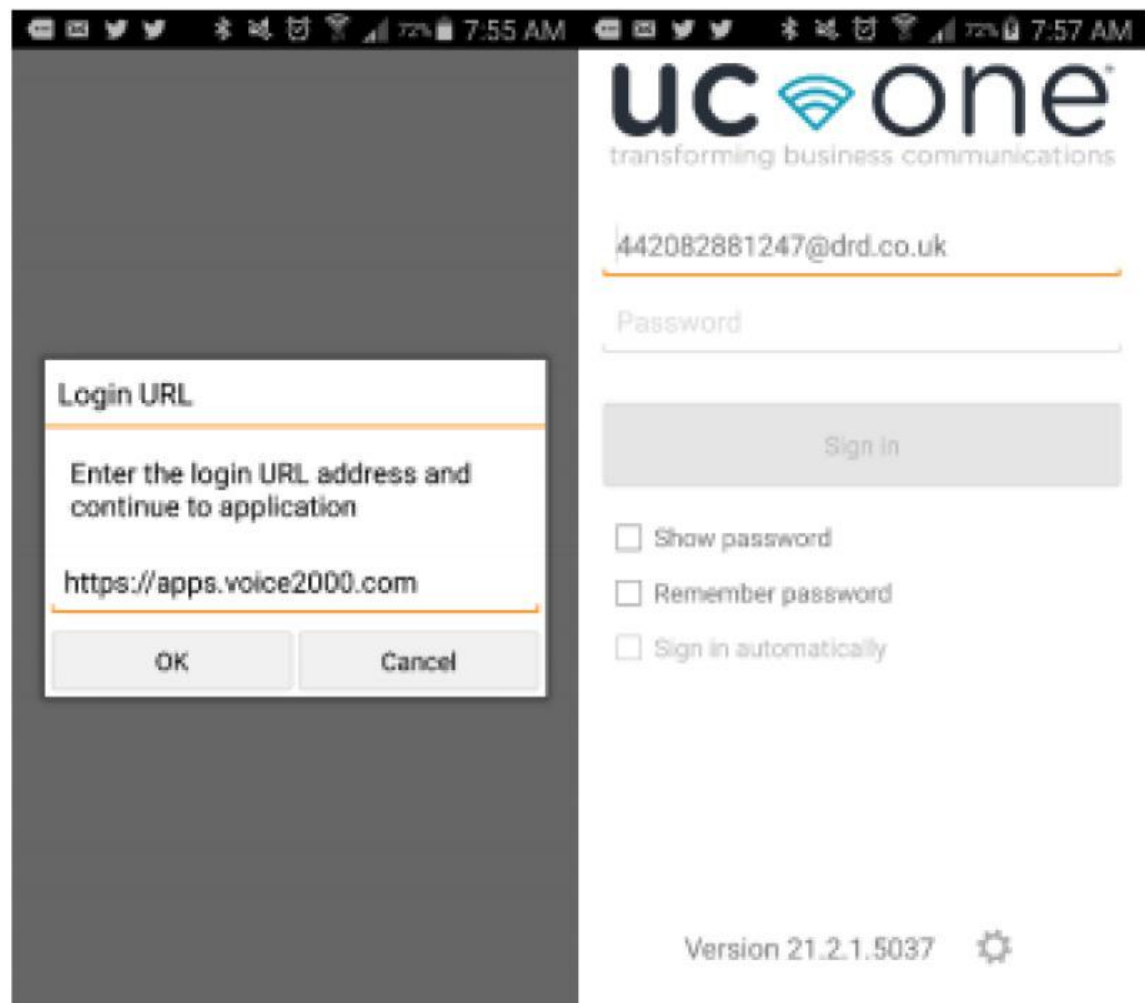 72% 7:55 AM
Login URL
Enter the login URL address and
continue to application
https://apps.voice2000.com
OK Cancel
72% 7:57 AM
uc one
transforming business communications
442082881247@drd.co.uk
Password
Sign in
Show password
Remember password
Sign in automatically
Version 21.2.1.5037